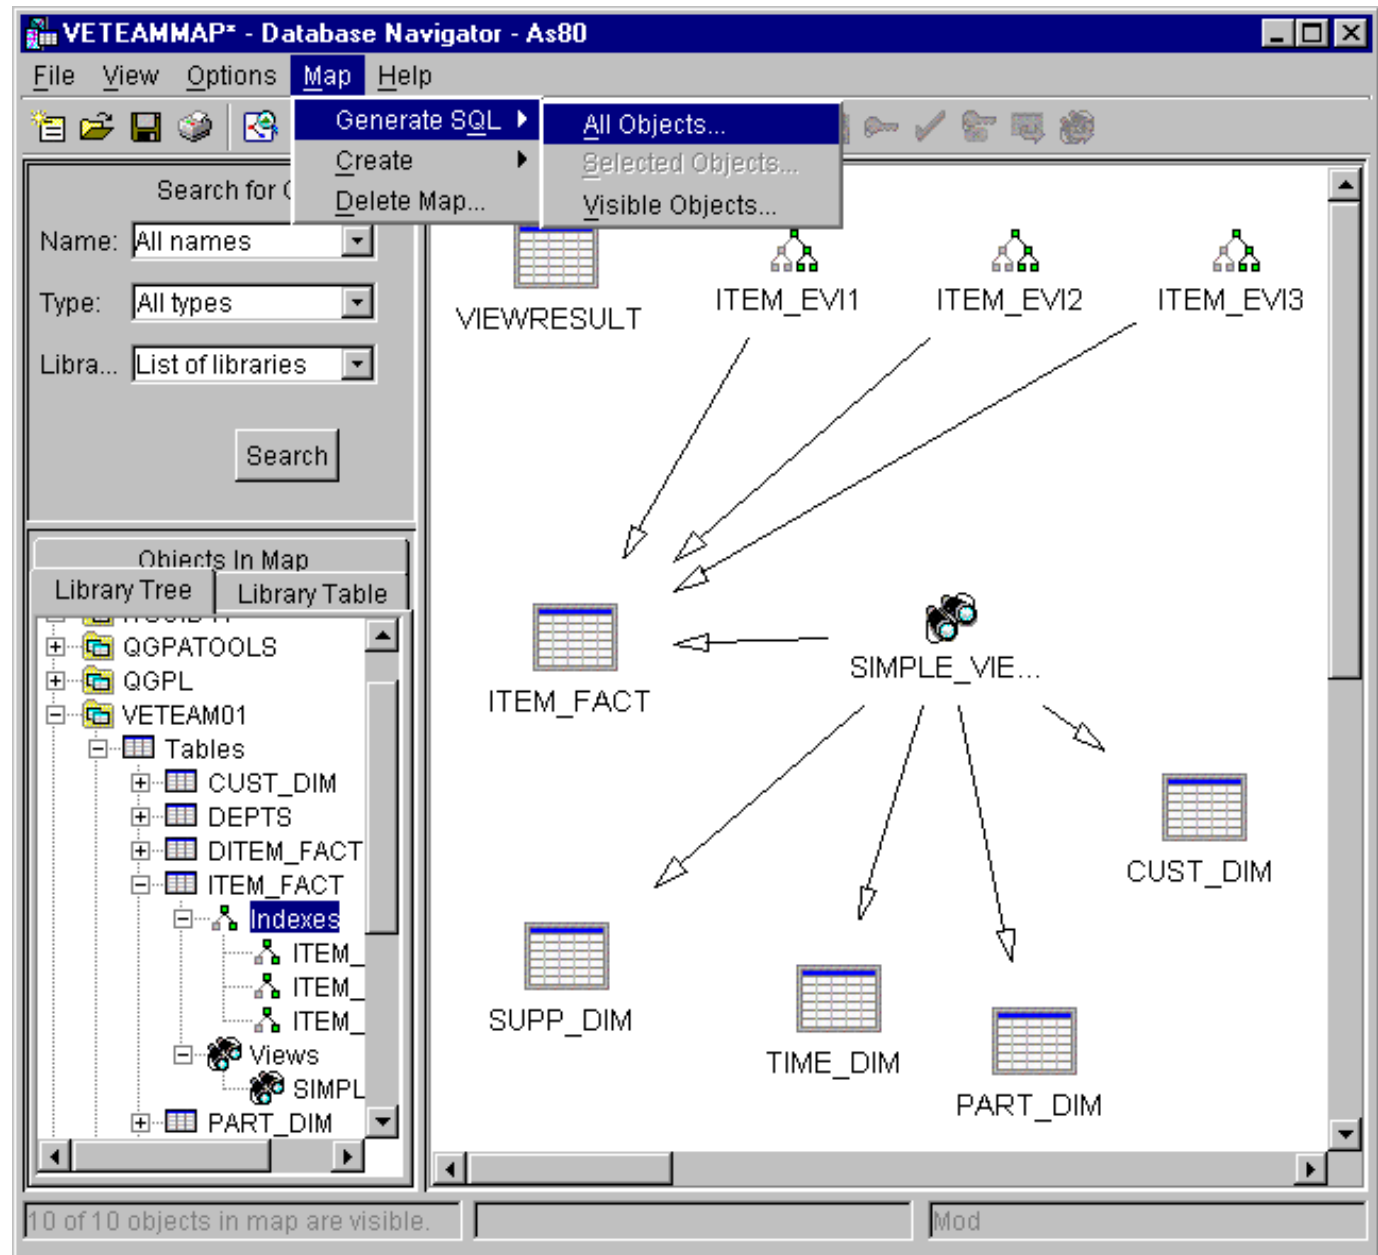 VETEAMMAP* - Database Navigator - As80
File View Options Map Help
Generate SQL
All Objects...
Create
Selected Objects...
Delete Map...
Visible Objects...
Search for
Name: All names
Type: All types
Libra... List of libraries
Search
Objects In Map
Library Tree Library Table
QGPATOOLS
QGPL
VETEAM01
Tables
CUST_DIM
DEPTS
DITEM_FACT
ITEM_FACT
Indexes
ITEM_
ITEM_
ITEM_
Views
SIMPL
PART_DIM
VIEWRESULT
ITEM_EVI1
ITEM_EVI2
ITEM_EVI3
ITEM_FACT
SIMPLE_VIE...
CUST_DIM
SUPP_DIM
TIME_DIM
PART_DIM
10 of 10 objects in map are visible.
Mod